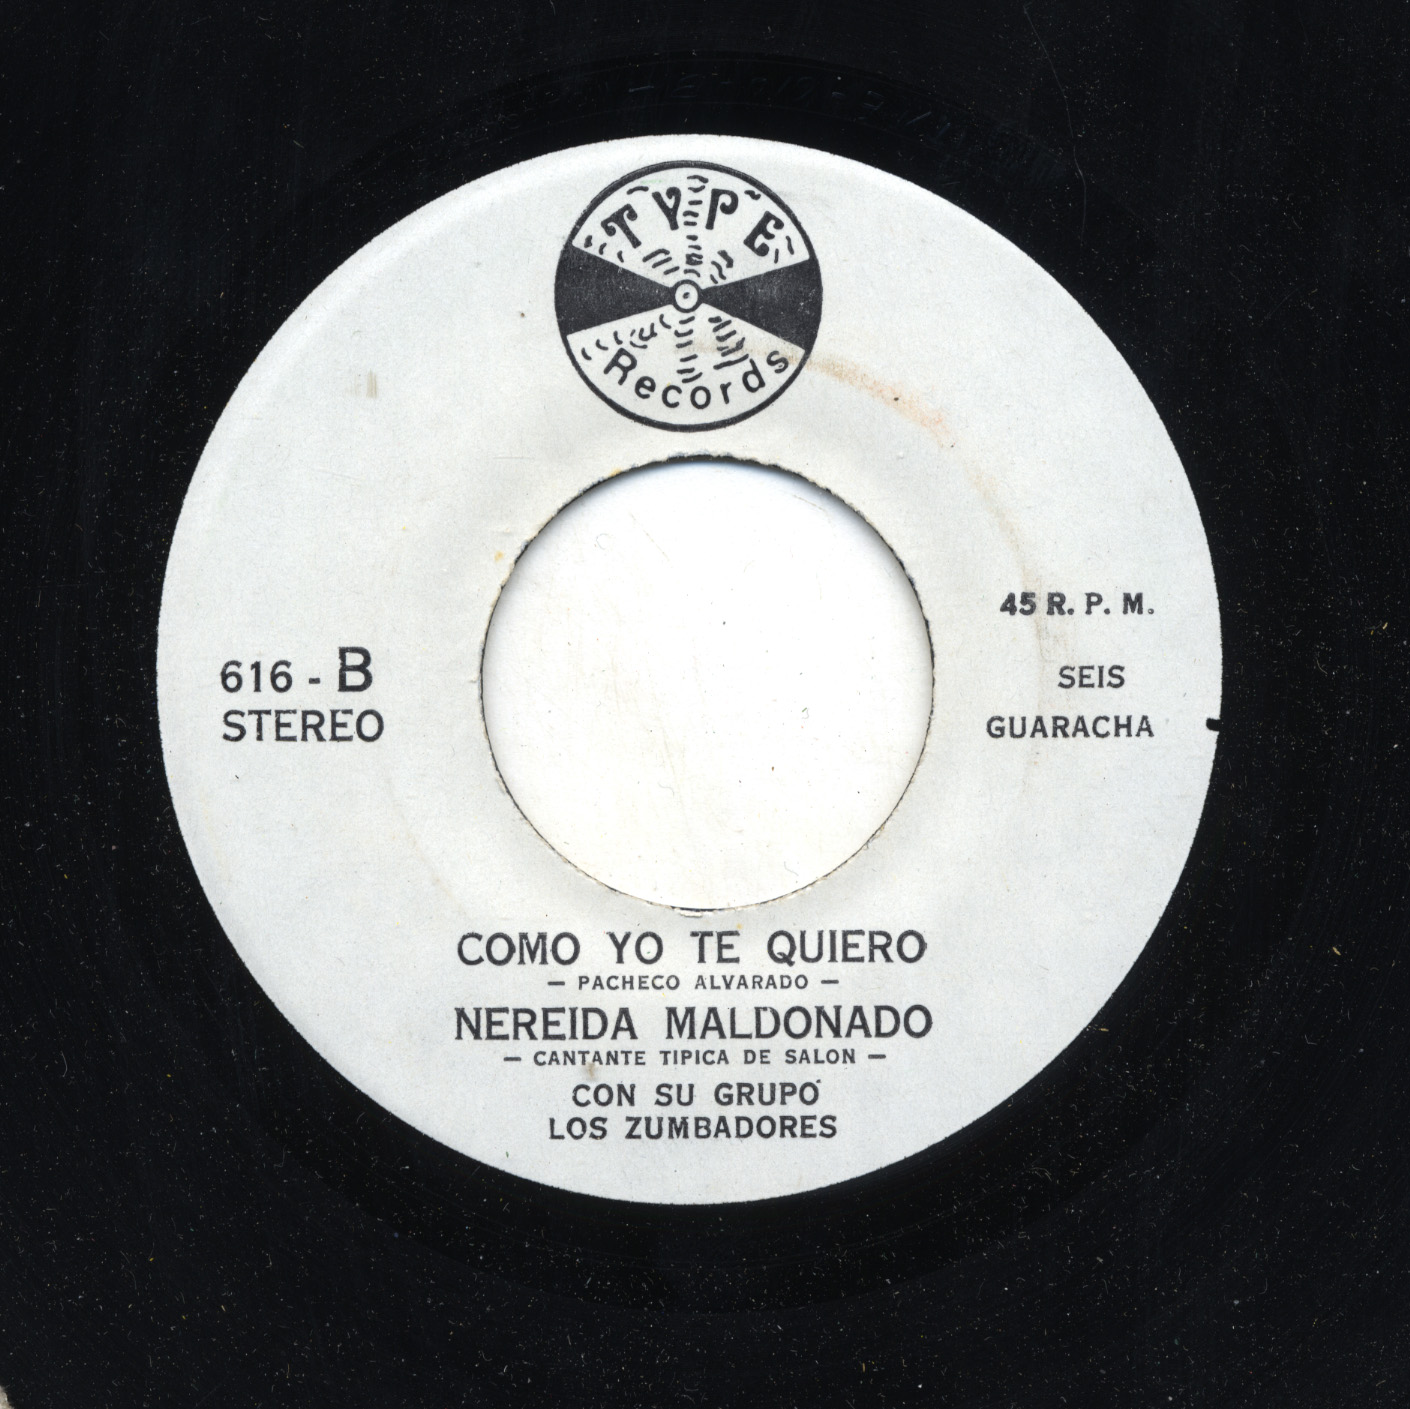 TYPE
Records
45 R. P. M.
616 - B
STEREO
SEIS
GUARACHA
COMO YO TE QUIERO
— PACHECO ALVARADO —
NEREIDA MALDONADO
— CANTANTE TIPICA DE SALON —
CON SU GRUPO
LOS ZUMBADORES